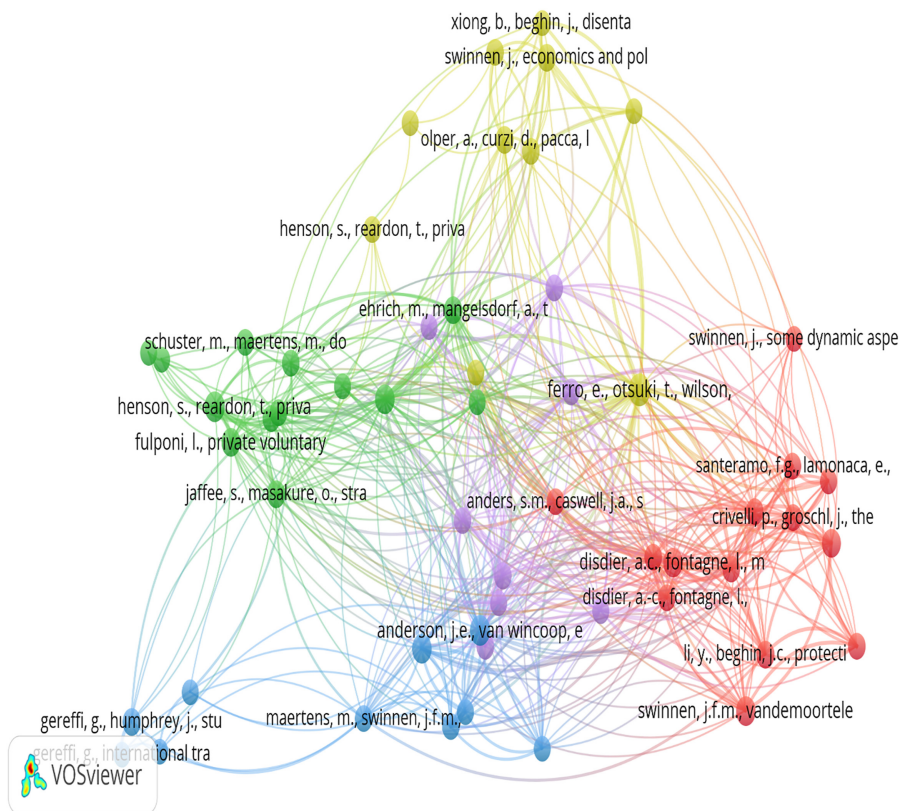 xiong, b., beghin, j., disenta
swinnen, j., economics and pol
olper, a., curzi, d., pacca, l
henson, s., reardon, t., priva
ehrich, m., mangelsdorf, a., t
schuster, m., maertens, m., do
swinnen, j., some dynamic aspe
ferro, e., otsuki, t., wilson,
henson, s., reardon, t., priva
fulponi, l., private voluntary
santeramo, f.g., lamonaca, e.,
jaffee, s., masakure, o., stra
anders, s.m., caswell, j.a., s
crivelli, p., groschl, j., the
disdier, a.c., fontagne, l., m
disdier, a.-c., fontagne, l.,
anderson, j.e., van wincoop, e
li, y., beghin, j.c., protecti
swinnen, j.f.m., vandemoortele
gereffi, g., humphrey, j., stu
maertens, m., swinnen, j.f.m.,
gereffi, g., international tra
VOSviewer